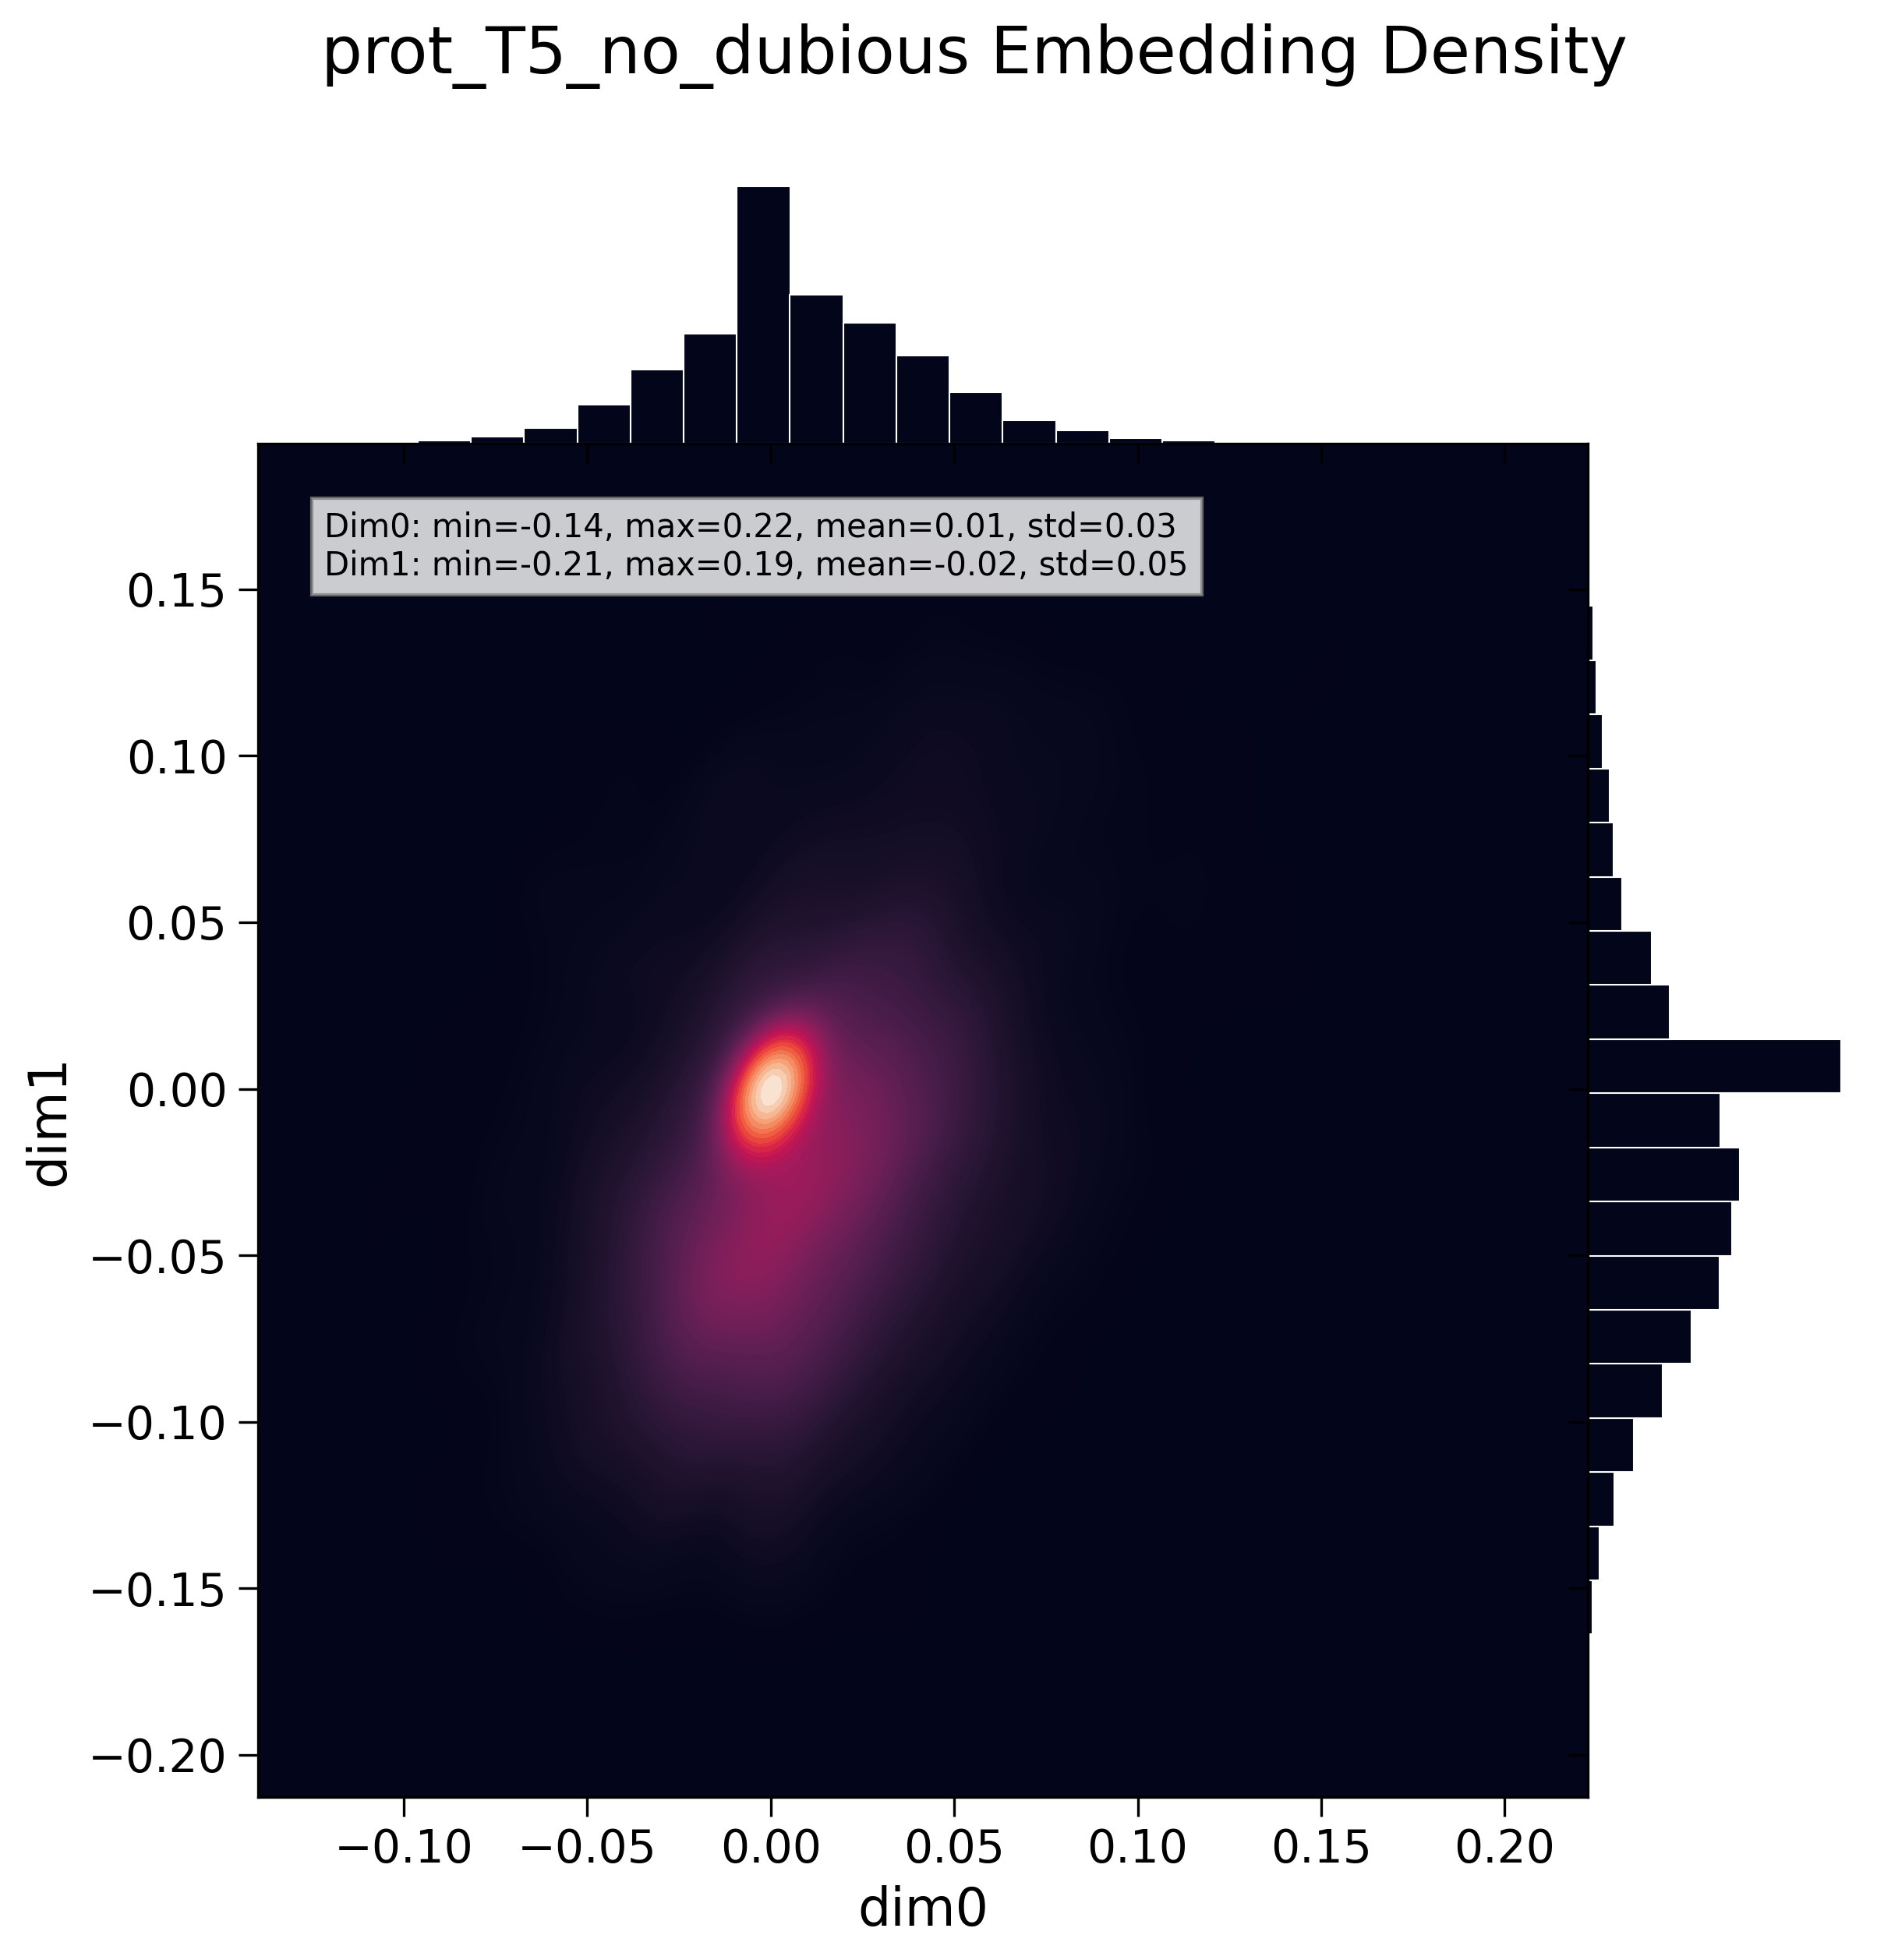 prot_T5_no_dubious Embedding Density
Dim0: min=-0.14, max=0.22, mean=0.01, std=0.03
Dim1: min=-0.21, max=0.19, mean=-0.02, std=0.05
0.15
0.10
0.05
0.00
−0.05
−0.10
−0.15
−0.20
dim1
−0.10 −0.05 0.00 0.05 0.10 0.15 0.20
dim0